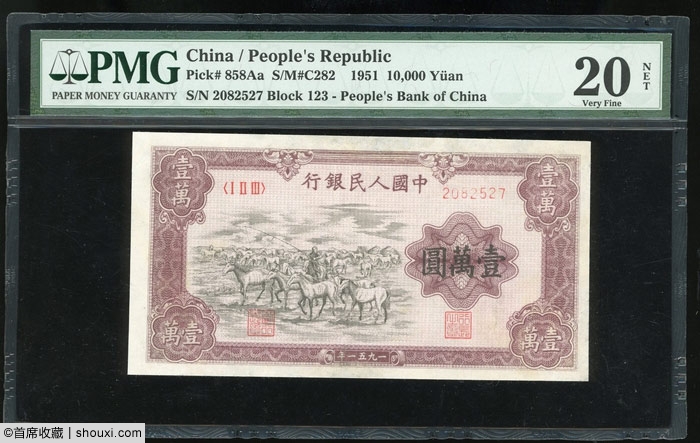 PMG
PAPER MONEY GUARANTY
China / People's Republic
Pick# 858Aa S/M#C282 1951 10,000 Yüan
S/N 2082527 Block 123 - People's Bank of China
20
NET
Very Fine
壹萬
行銀民人國中
壹萬
〈I II III〉
2082527
圓萬壹
壹萬
一九五一年
壹萬
©首席收藏 | shouxi.com